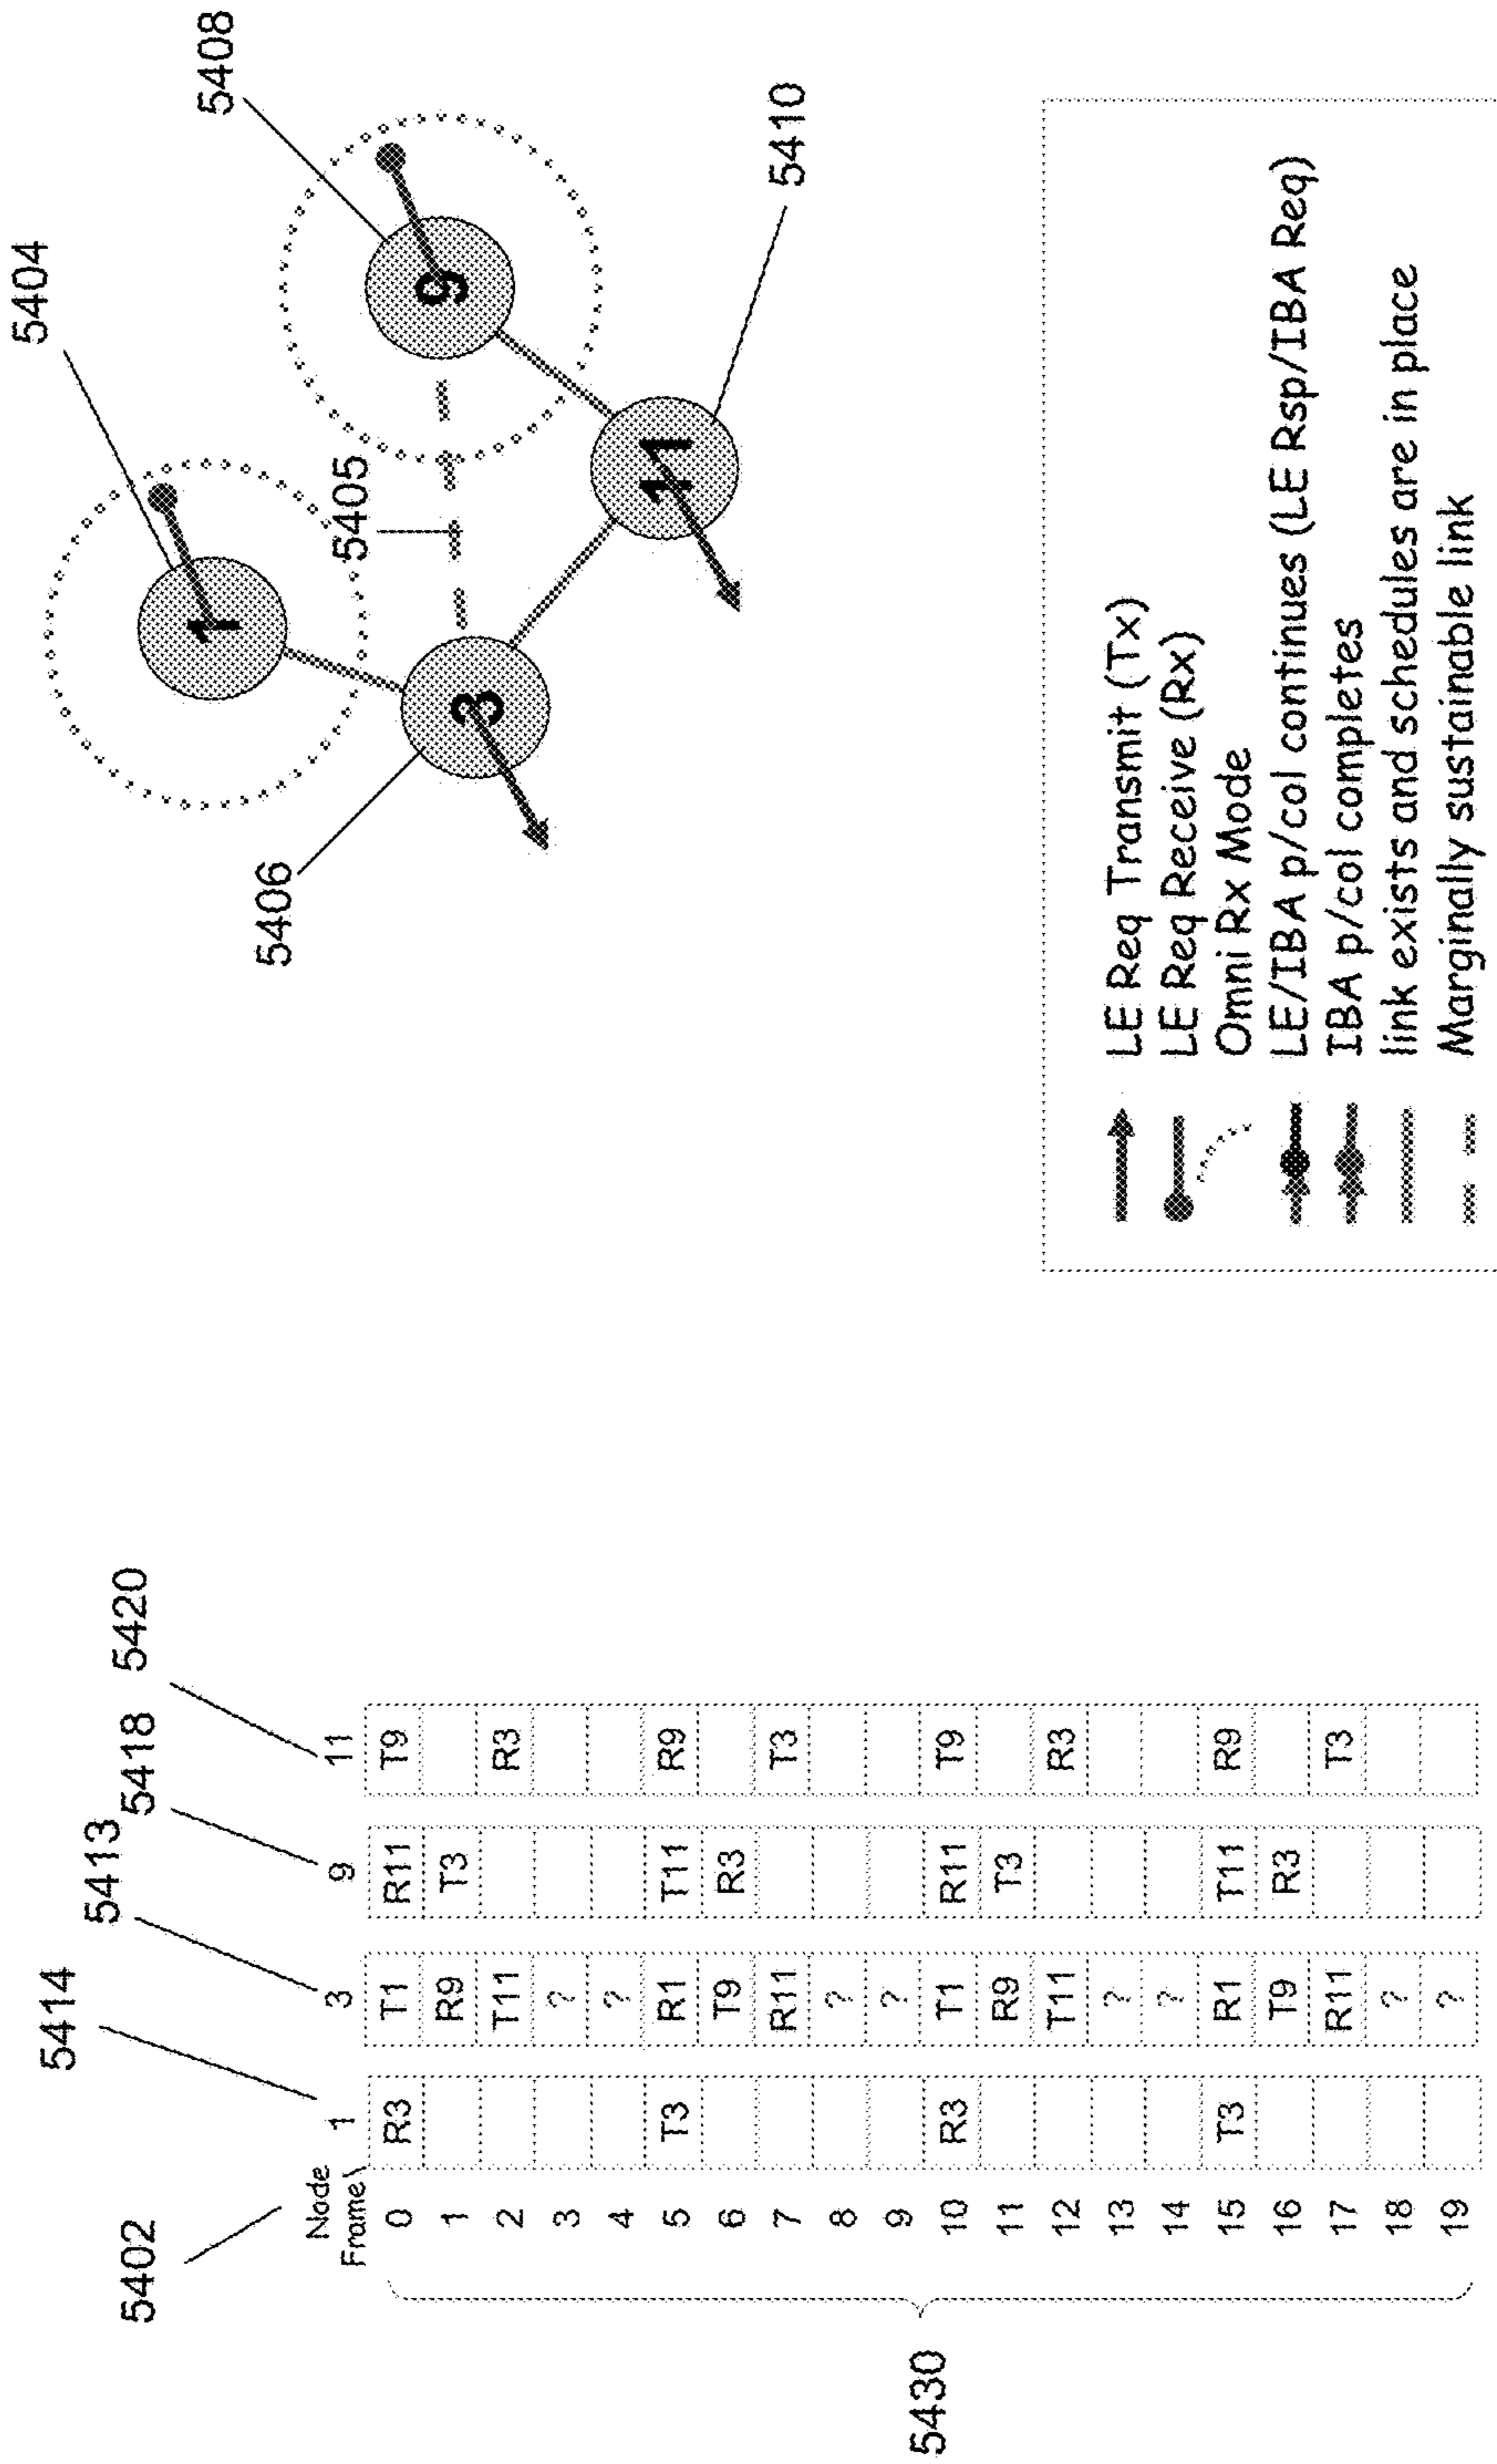 5402
5414
5413
5418
5420
Node 1 3 9 11
Frame
0 R3 T1 R11 T9
1 R9 T3
2 T11 R3
3 ?
4 ?
5 T3 R1 T11 R9
6 T9 R3
7 R11 T3
8 ?
9 ?
10 R3 T1 R11 T9
11 R9 T3
12 T11 R3
13 ?
14 ?
15 T3 R1 T11 R9
16 T9 R3
17 R11 T3
18 ?
19 ?
5430
5404
5408
1
5405
9
5406
3
11
5410
LE Req Transmit (Tx)
LE Req Receive (Rx)
Omni Rx Mode
LE/IBA p/col continues (LE Rsp/IBA Req)
IBA p/col completes
link exists and schedules are in place
Marginally sustainable link